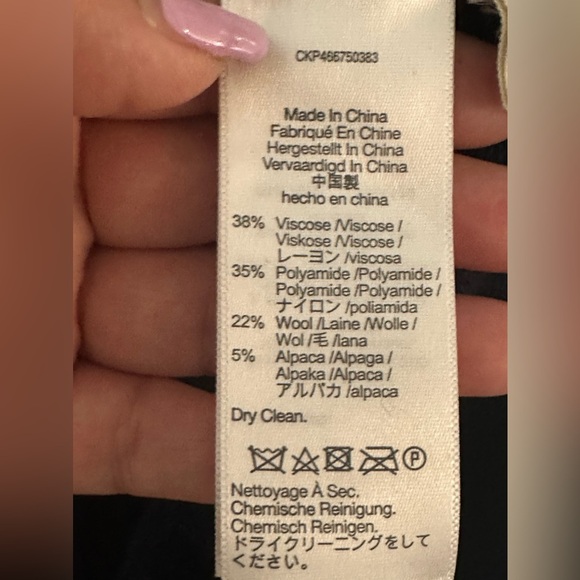 CKP466750383
Made In China
Fabriqué En Chine
Hergestellt In China
Vervaardigd In China
中国製
hecho en china
38% Viscose /Viscose /
Viskose /Viscose /
レーヨン /viscosa
35% Polyamide /Polyamide /
Polyamide /Polyamide /
ナイロン /poliamida
22% Wool /Laine /Wolle /
Wol /毛 /lana
5% Alpaca /Alpaga /
Alpaka /Alpaca /
アルパカ /alpaca
Dry Clean.
P
Nettoyage À Sec.
Chemische Reinigung.
Chemisch Reinigen.
ドライクリーニングをして
ください。